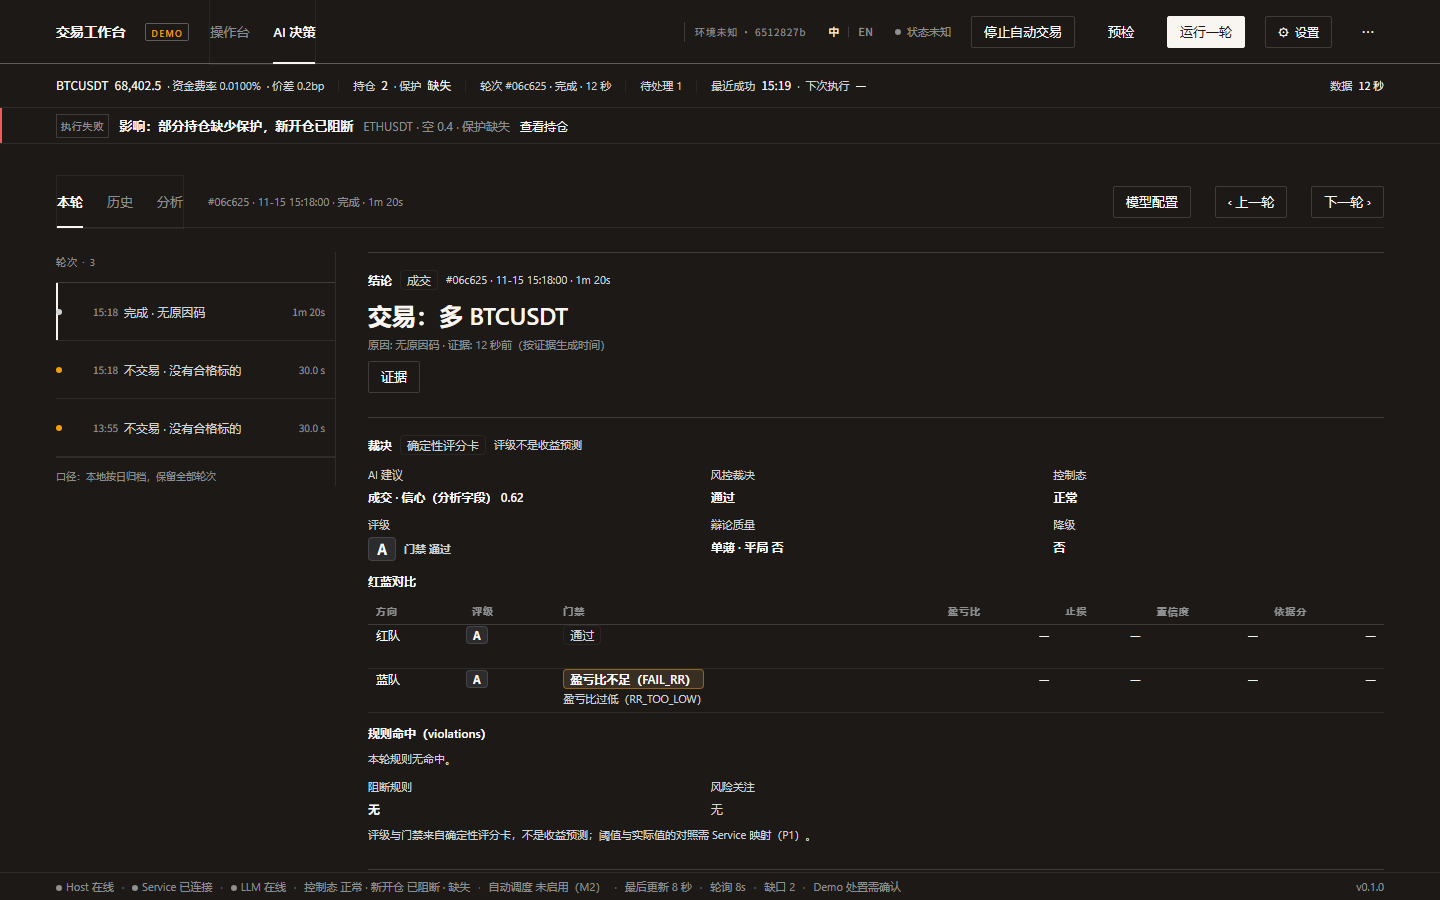 交易工作台 DEMO 操作台 AI 决策 环境未知 · 6512827b 中 EN 状态未知 停止自动交易 预检 运行一轮 ⚙ 设置 ···
BTCUSDT 68,402.5 · 资金费率 0.0100% · 价差 0.2bp 持仓 2 · 保护 缺失 轮次 #06c625 · 完成 · 12 秒 待处理 1 最近成功 15:19 · 下次执行 — 数据 12 秒
执行失败 影响：部分持仓缺少保护，新开仓已阻断 ETHUSDT · 空 0.4 · 保护缺失 查看持仓
本轮 历史 分析 #06c625 · 11-15 15:18:00 · 完成 · 1m 20s 模型配置 ‹ 上一轮 下一轮 ›
轮次 · 3
15:18 完成 · 无原因码 1m 20s
15:18 不交易 · 没有合格标的 30.0 s
13:55 不交易 · 没有合格标的 30.0 s
口径：本地按日归档，保留全部轮次
结论 成交 #06c625 · 11-15 15:18:00 · 1m 20s
交易：多 BTCUSDT
原因: 无原因码 · 证据: 12 秒前（按证据生成时间）
证据
裁决 确定性评分卡 评级不是收益预测
AI 建议 风控裁决 控制态
成交 · 信心（分析字段） 0.62 通过 正常
评级 辩论质量 降级
A 门禁 通过 单薄 · 平局 否 否
红蓝对比
方向 评级 门禁 盈亏比 止损 置信度 依据分
红队 A 通过 — — — —
蓝队 A 盈亏比不足（FAIL_RR） — — — —
盈亏比过低（RR_TOO_LOW）
规则命中（violations）
本轮规则无命中。
阻断规则 风险关注
无 无
评级与门禁来自确定性评分卡，不是收益预测；阈值与实际值的对照需 Service 映射（P1）。
Host 在线 · Service 已连接 · LLM 在线 · 控制态 正常 · 新开仓 已阻断 · 缺失 · 自动调度 未启用（M2） · 最后更新 8 秒 · 轮询 8s · 缺口 2 · Demo 处置需确认 v0.1.0